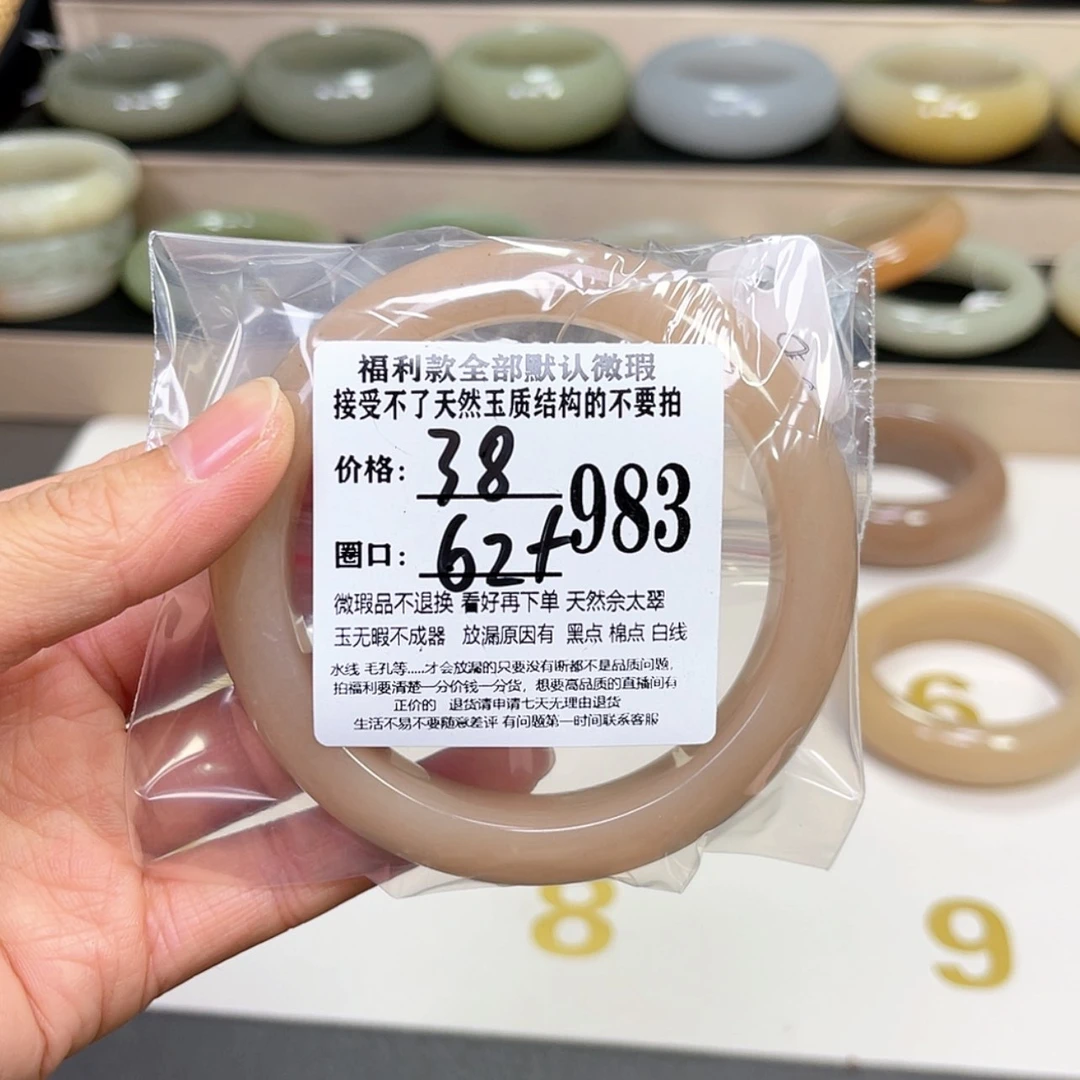 福利款全部默认微瑕
接受不了天然玉质结构的不要拍
价格：38
983
圈口：62+
微瑕品不退换 看好再下单 天然佘太翠
玉无暇不成器 放漏原因有 黑点 棉点 白线
水线 毛孔等.....才会放漏的只要没有断都不是品质问题,
拍福利要清楚一分价钱一分货，想要高品质的直播间有
正价的 退货请申请七天无理由退货
生活不易不要随意差评 有问题第一时间联系客服
6
8
9